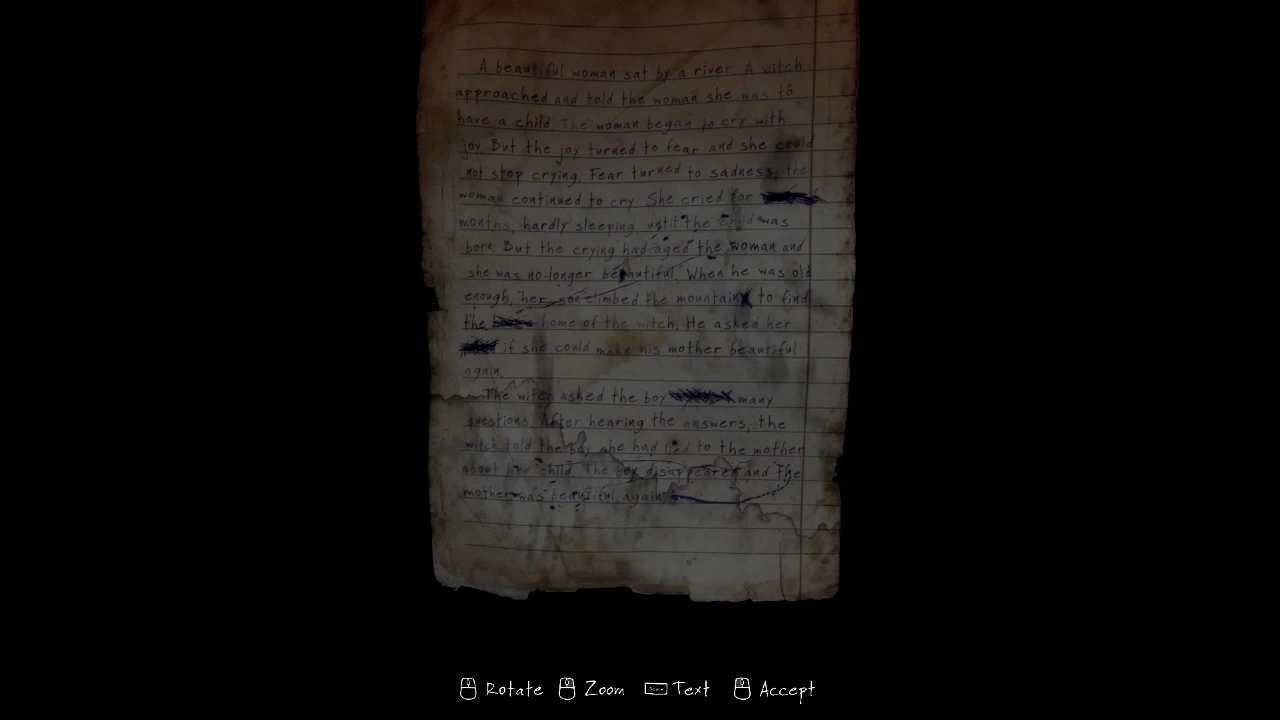 A beautiful woman sat by a river. A witch
approached and told the woman she was to
have a child. The woman began to cry with
joy. But the joy turned to fear and she could
not stop crying. Fear turned to sadness; the
woman continued to cry. She cried for
months, hardly sleeping, until the child was
born. But the crying had aged the woman and
she was no longer beautiful. When he was old
enough, her son climbed the mountain to find
the home of the witch. He asked her
if she could make his mother beautiful
again.
The witch asked the boy many
questions. After hearing the answers, the
witch told the boy she had lied to the mother
about her child. The boy disappeared and the
mother was beautiful again.
Rotate Zoom Text Accept